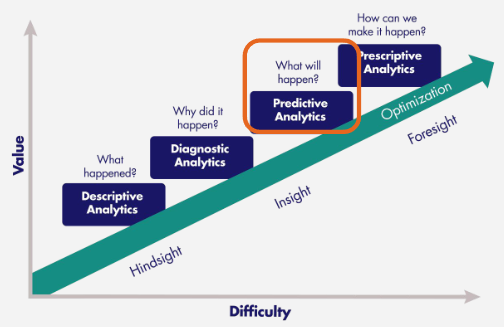 How can we
make it happen?
Prescriptive
Analytics
What will
happen?
Predictive
Analytics
Optimization
Foresight
Why did it
happen?
Diagnostic
Analytics
Insight
What
happened?
Descriptive
Analytics
Hindsight
Value
Difficulty